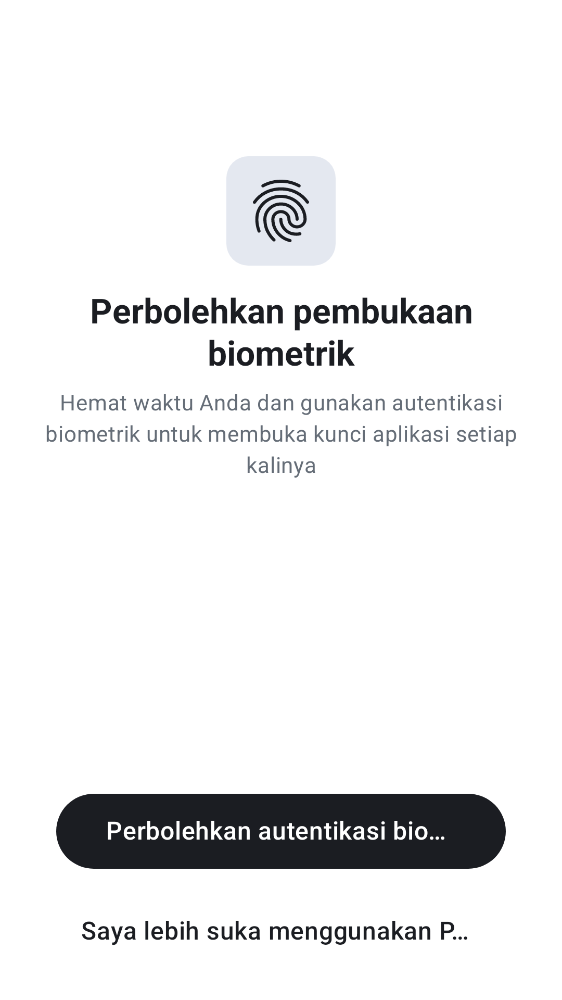 Perbolehkan pembukaan
biometrik
Hemat waktu Anda dan gunakan autentikasi
biometrik untuk membuka kunci aplikasi setiap
kalinya
Perbolehkan autentikasi bio...
Saya lebih suka menggunakan P...